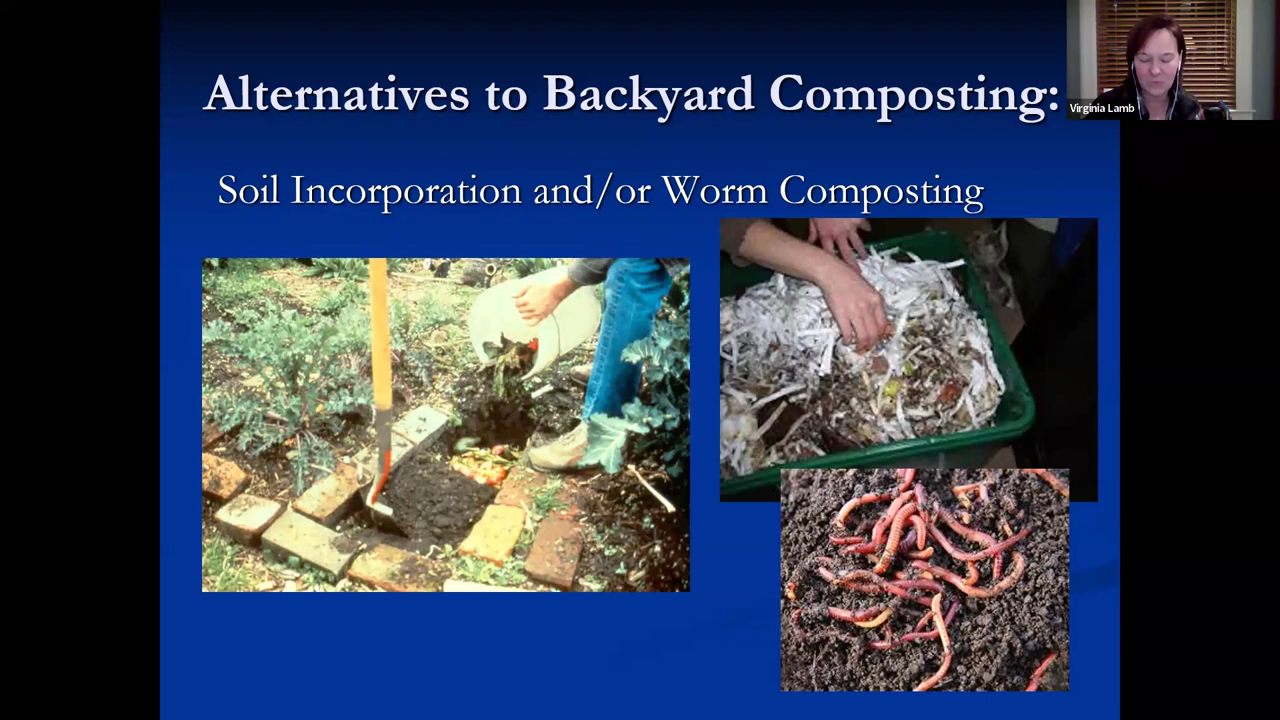 Alternatives to Backyard Composting:
Virginia Lamb
Soil Incorporation and/or Worm Composting